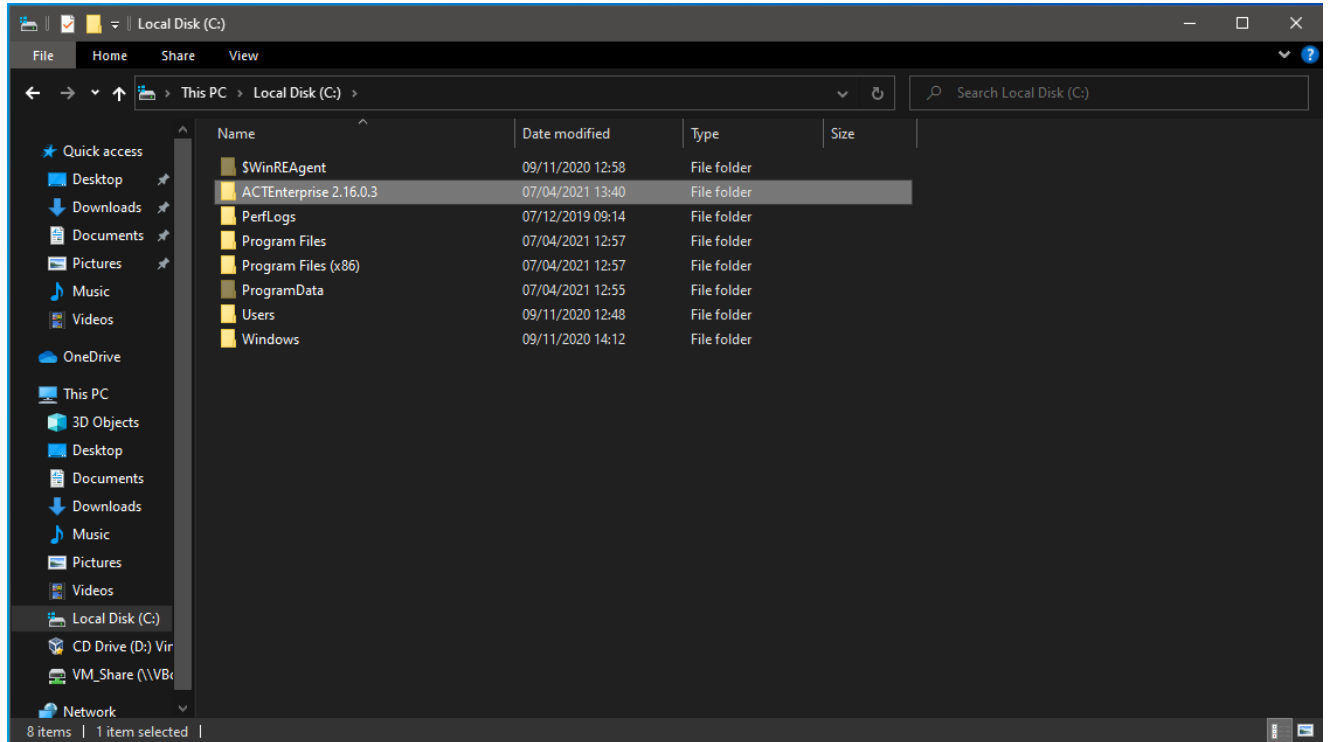 Local Disk (C:)
File Home Share View
This PC > Local Disk (C:) >
Search Local Disk (C:)
Name Date modified Type Size
Quick access
Desktop
Downloads
Documents
Pictures
Music
Videos
OneDrive
This PC
3D Objects
Desktop
Documents
Downloads
Music
Pictures
Videos
Local Disk (C:)
CD Drive (D:) Vir
VM_Share (\\VBo
Network
$WinREAgent 09/11/2020 12:58 File folder
ACTEnterprise 2.16.0.3 07/04/2021 13:40 File folder
PerfLogs 07/12/2019 09:14 File folder
Program Files 07/04/2021 12:57 File folder
Program Files (x86) 07/04/2021 12:57 File folder
ProgramData 07/04/2021 12:55 File folder
Users 09/11/2020 12:48 File folder
Windows 09/11/2020 14:12 File folder
8 items | 1 item selected |